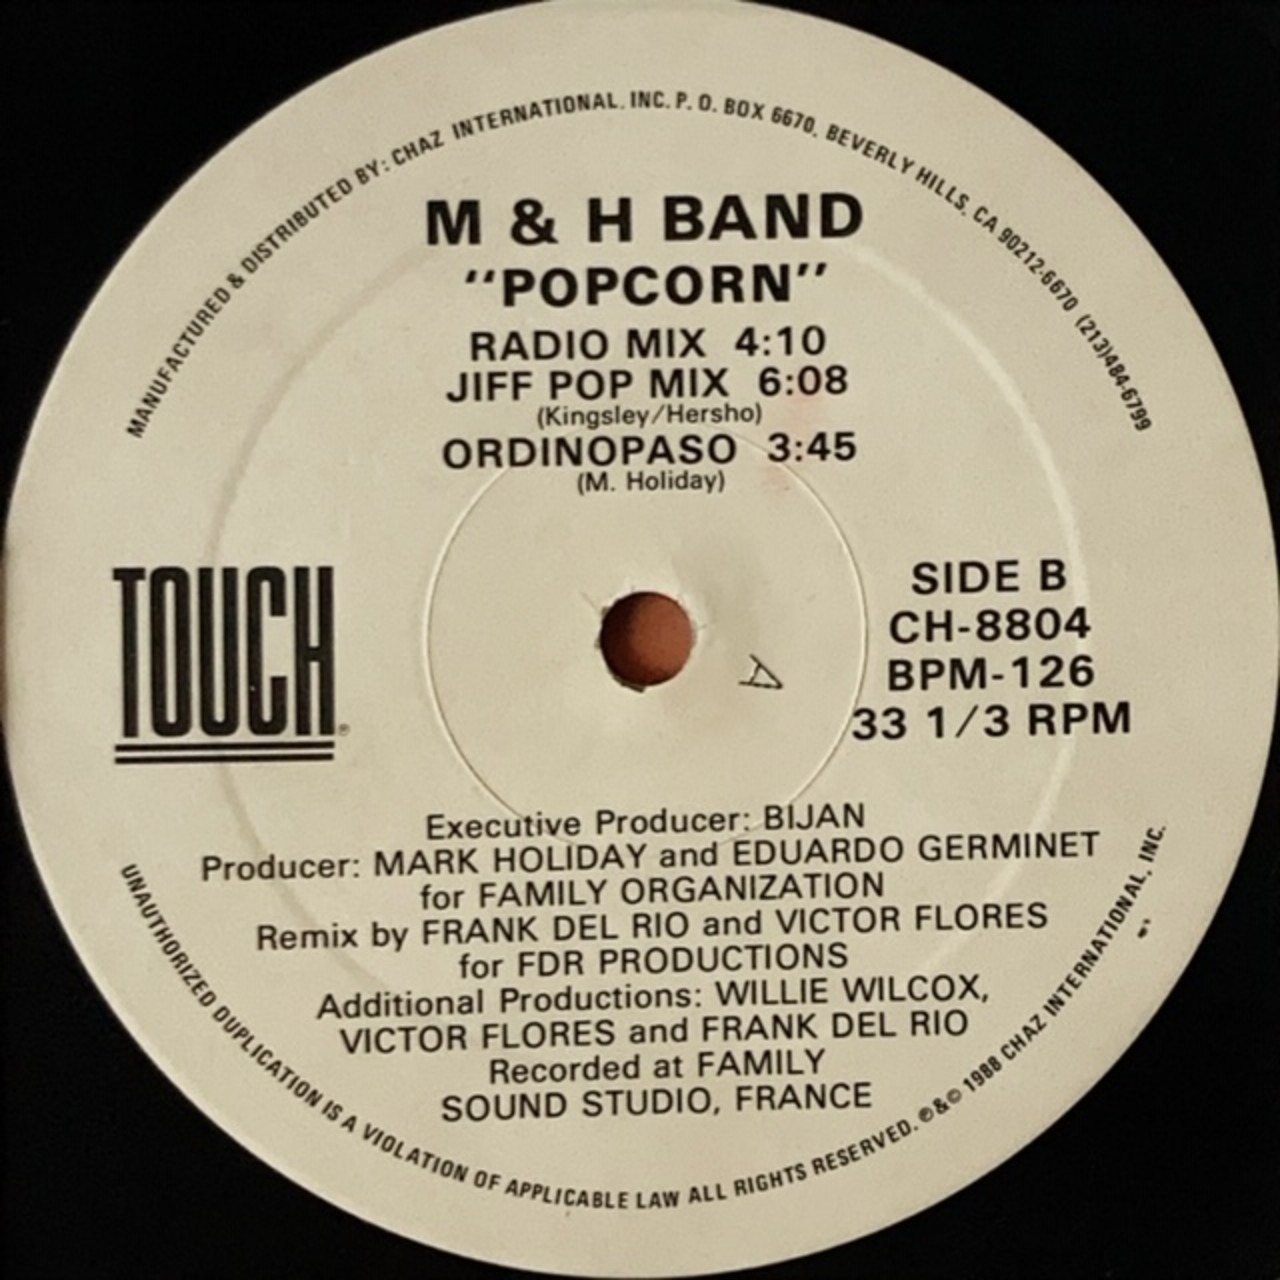 MANUFACTURED & DISTRIBUTED BY: CHAZ INTERNATIONAL, INC. P. O. BOX 6670, BEVERLY HILLS, CA 90212-6670 (213)484-6799
M & H BAND
"POPCORN"
RADIO MIX 4:10
JIFF POP MIX 6:08
(Kingsley/Hersho)
ORDINOPASO 3:45
(M. Holiday)
TOUCH®
SIDE B
CH-8804
BPM-126
33 1/3 RPM
A
Executive Producer: BIJAN
Producer: MARK HOLIDAY and EDUARDO GERMINET
for FAMILY ORGANIZATION
Remix by FRANK DEL RIO and VICTOR FLORES
for FDR PRODUCTIONS
Additional Productions: WILLIE WILCOX,
VICTOR FLORES and FRANK DEL RIO
Recorded at FAMILY
SOUND STUDIO, FRANCE
UNAUTHORIZED DUPLICATION IS A VIOLATION OF APPLICABLE LAW ALL RIGHTS RESERVED. ℗&© 1988 CHAZ INTERNATIONAL, INC.